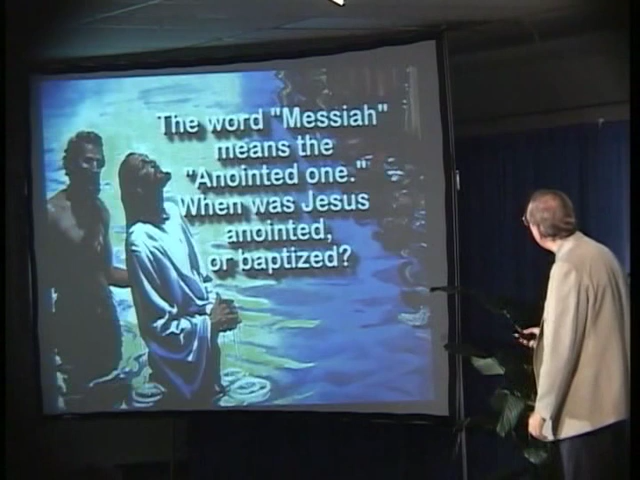 The word "Messiah"
means the
"Anointed one."
When was Jesus
anointed,
or baptized?